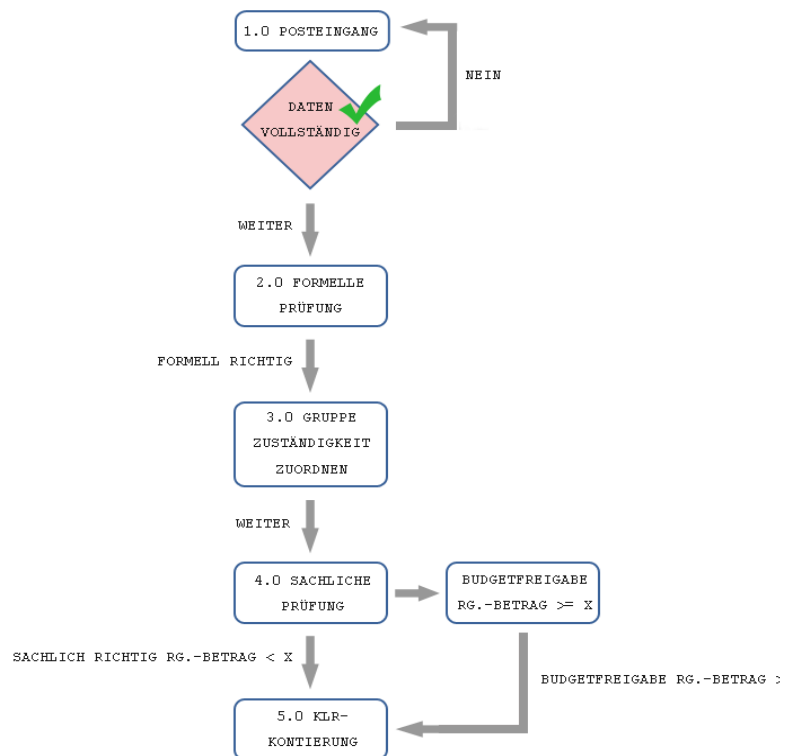 1.0 POSTEINGANG
NEIN
DATEN
VOLLSTÄNDIG
WEITER
2.0 FORMELLE
PRÜFUNG
FORMELL RICHTIG
3.0 GRUPPE
ZUSTÄNDIGKEIT
ZUORDNEN
WEITER
4.0 SACHLICHE
PRÜFUNG
BUDGETFREIGABE
RG.-BETRAG >= X
SACHLICH RICHTIG RG.-BETRAG < X
BUDGETFREIGABE RG.-BETRAG >
5.0 KLR-
KONTIERUNG